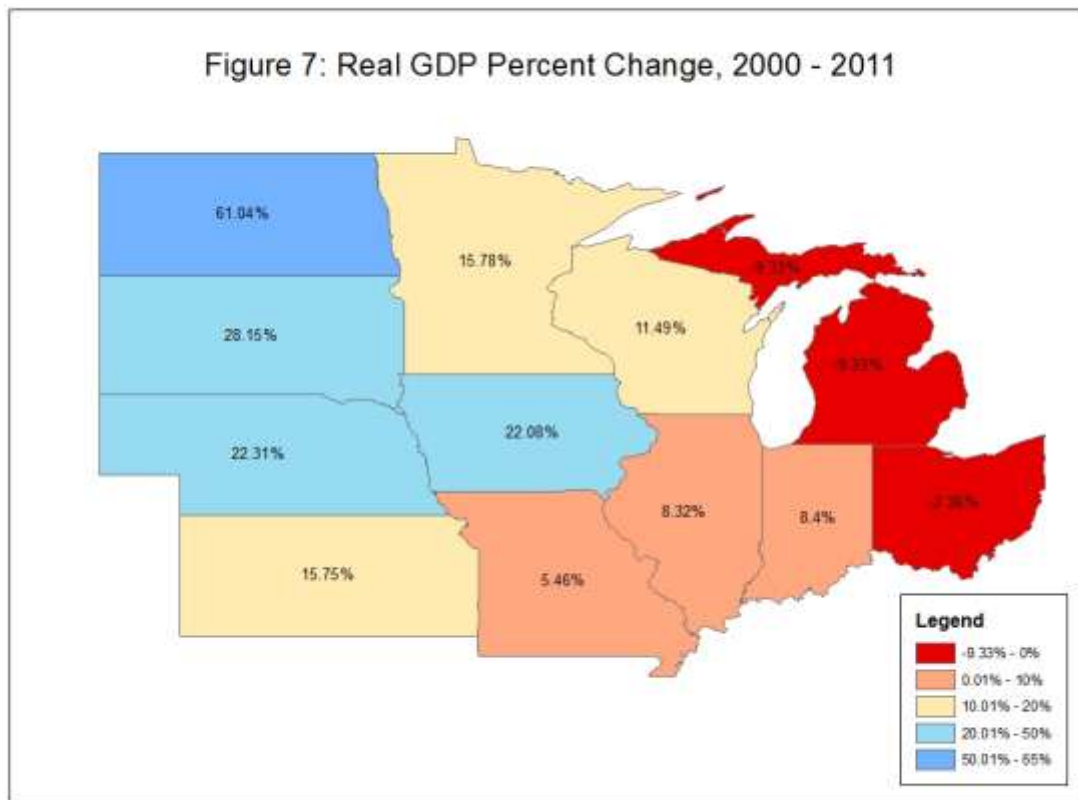 Figure 7: Real GDP Percent Change, 2000 - 2011
61.04%
15.78%
-9.33%
28.15%
11.49%
-9.33%
22.31%
22.08%
8.32%
8.4%
15.75%
5.46%
Legend
-9.33% - 0%
0.01% - 10%
10.01% - 20%
20.01% - 50%
50.01% - 65%